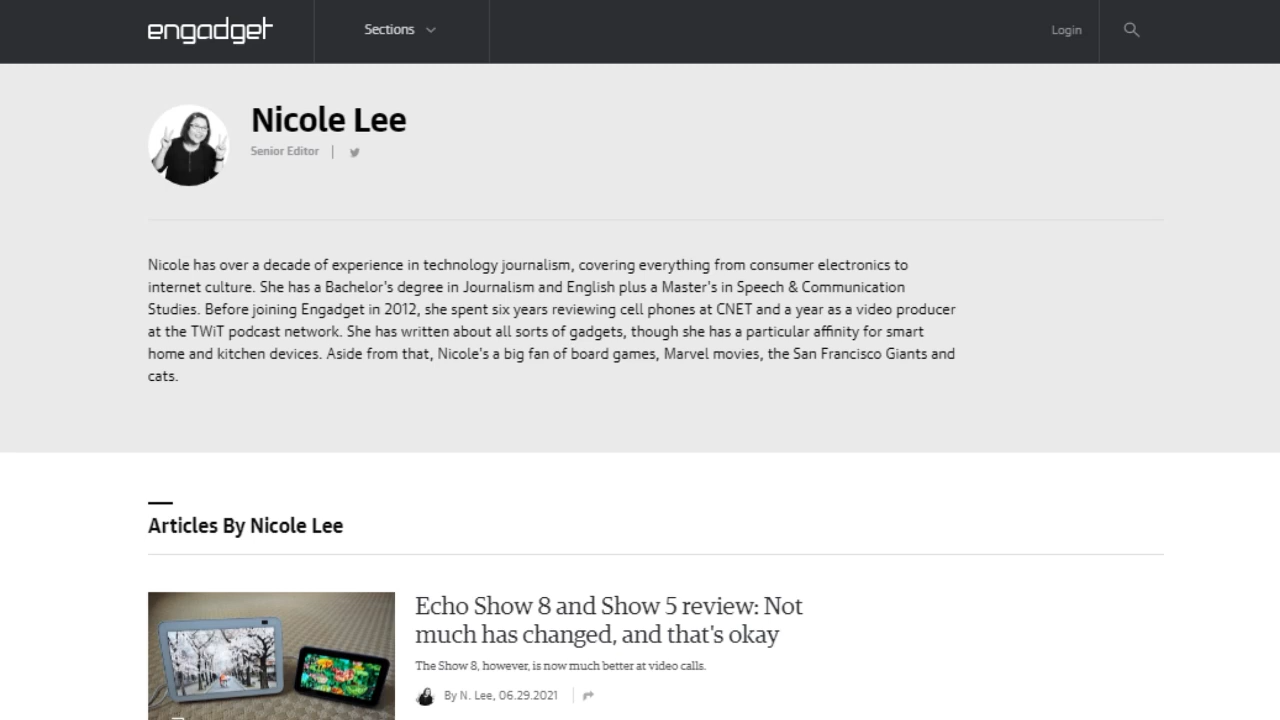 engadget
Sections
Login
Nicole Lee
Senior Editor
Nicole has over a decade of experience in technology journalism, covering everything from consumer electronics to
internet culture. She has a Bachelor's degree in Journalism and English plus a Master's in Speech & Communication
Studies. Before joining Engadget in 2012, she spent six years reviewing cell phones at CNET and a year as a video producer
at the TWiT podcast network. She has written about all sorts of gadgets, though she has a particular affinity for smart
home and kitchen devices. Aside from that, Nicole's a big fan of board games, Marvel movies, the San Francisco Giants and
cats.
Articles By Nicole Lee
Echo Show 8 and Show 5 review: Not
much has changed, and that's okay
The Show 8, however, is now much better at video calls.
By N. Lee, 06.29.2021